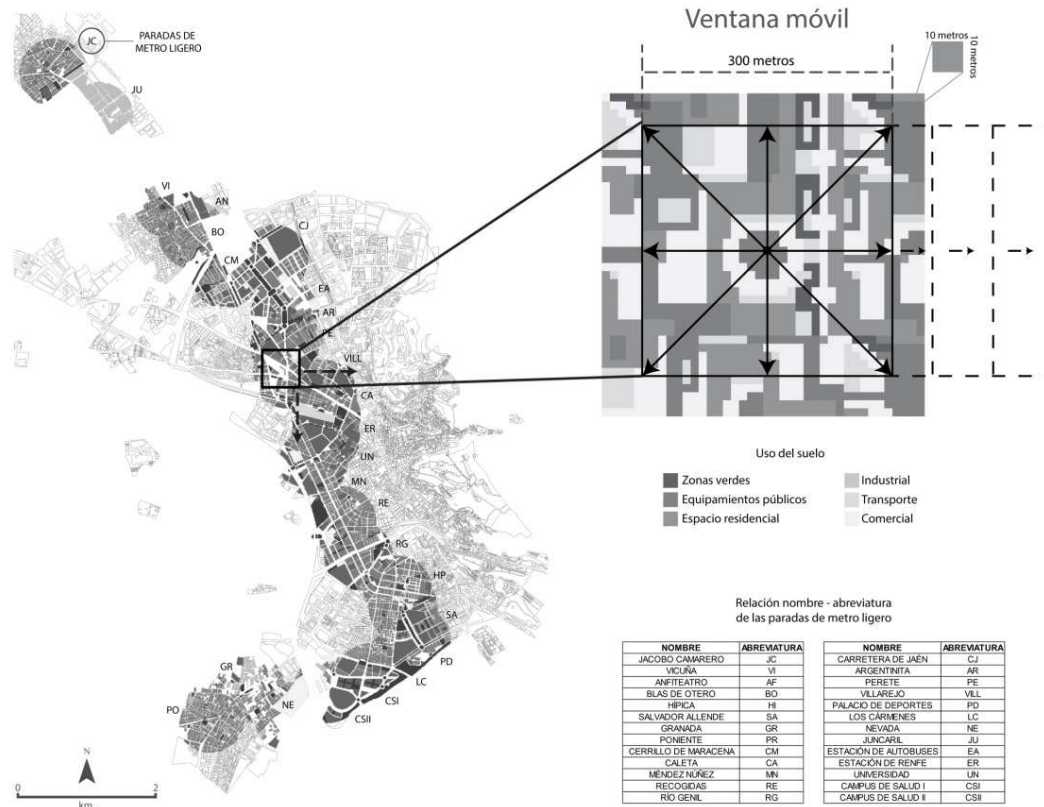 Ventana móvil
JC
PARADAS DE
METRO LIGERO
JU
10 metros
10 metros
300 metros
VI
AN
BO
CJ
CM
EA
AR
PE
VILL
CA
ER
UN
MN
RE
RG
HP
SA
PD
LC
CSI
CSII
GR
NE
PO
N
0
2
km
Uso del suelo
Zonas verdes
Equipamientos públicos
Espacio residencial
Industrial
Transporte
Comercial
Relación nombre - abreviatura
de las paradas de metro ligero
NOMBRE ABREVIATURA
JACOBO CAMARERO JC
VICUÑA VI
ANFITEATRO AF
BLAS DE OTERO BO
HÍPICA HI
SALVADOR ALLENDE SA
GRANADA GR
PONIENTE PR
CERRILLO DE MARACENA CM
CALETA CA
MÉNDEZ NÚÑEZ MN
RECOGIDAS RE
RÍO GENIL RG
NOMBRE ABREVIATURA
CARRETERA DE JAÉN CJ
ARGENTINITA AR
PERETE PE
VILLAREJO VILL
PALACIO DE DEPORTES PD
LOS CÁRMENES LC
NEVADA NE
JUNCARIL JU
ESTACIÓN DE AUTOBUSES EA
ESTACIÓN DE RENFE ER
UNIVERSIDAD UN
CAMPUS DE SALUD I CSI
CAMPUS DE SALUD II CSII